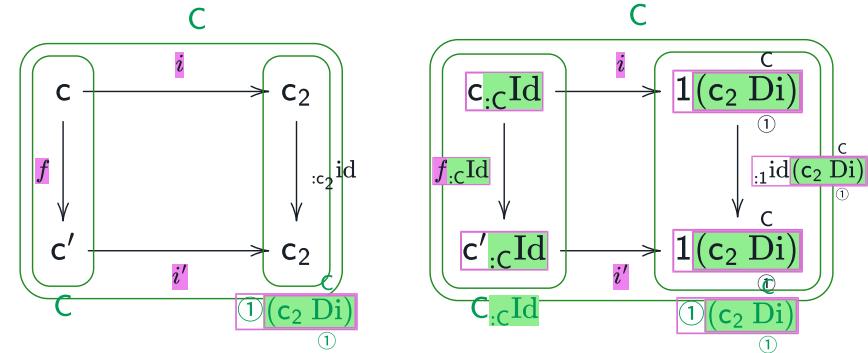 C C
i i
C
c c₂ c:CId 1(c₂ Di)
①
f :c₂id f:CId :1id(c₂ Di)
C
①
C
c′ c₂ c′:CId 1(c₂ Di)
①
i′ i′
C C
C ①(c₂ Di) C:CId ①(c₂ Di)
① ①